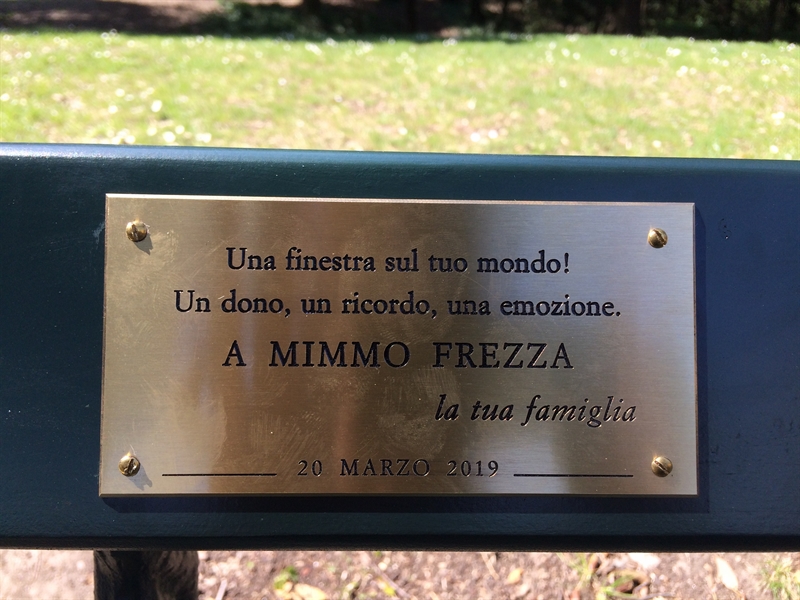 Una finestra sul tuo mondo!
Un dono, un ricordo, una emozione.
A MIMMO FREZZA
la tua famiglia
20 MARZO 2019